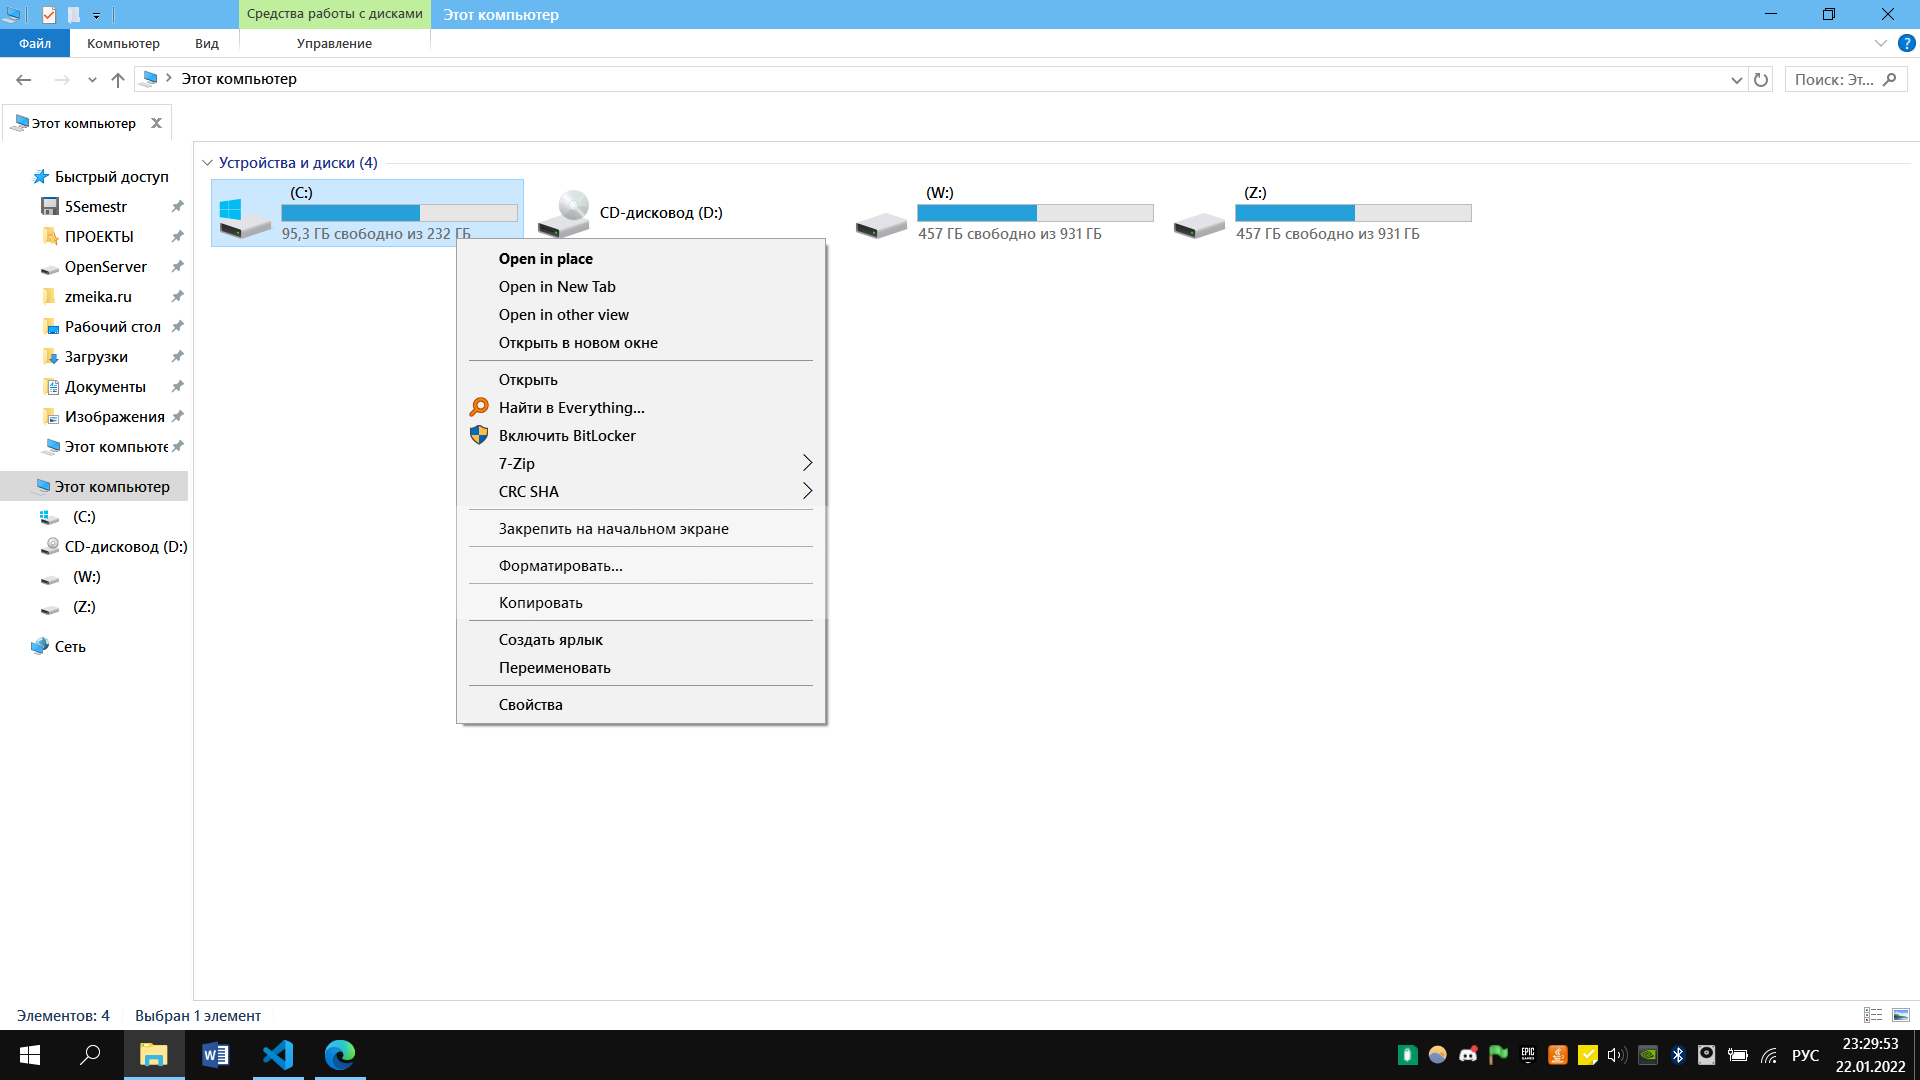 Средства работы с дисками
Этот компьютер
Файл
Компьютер
Вид
Управление
Этот компьютер
Поиск: Эт...
Этот компьютер
Быстрый доступ
5Semestr
ПРОЕКТЫ
OpenServer
zmeika.ru
Рабочий стол
Загрузки
Документы
Изображения
Этот компьюте
Этот компьютер
(C:)
CD-дисковод (D:)
(W:)
(Z:)
Сеть
Устройства и диски (4)
(C:)
95,3 ГБ свободно из 232 ГБ
CD-дисковод (D:)
(W:)
457 ГБ свободно из 931 ГБ
(Z:)
457 ГБ свободно из 931 ГБ
Open in place
Open in New Tab
Open in other view
Открыть в новом окне
Открыть
Найти в Everything...
Включить BitLocker
7-Zip
CRC SHA
Закрепить на начальном экране
Форматировать...
Копировать
Создать ярлык
Переименовать
Свойства
Элементов: 4
Выбран 1 элемент
EPIC
РУС
23:29:53
22.01.2022